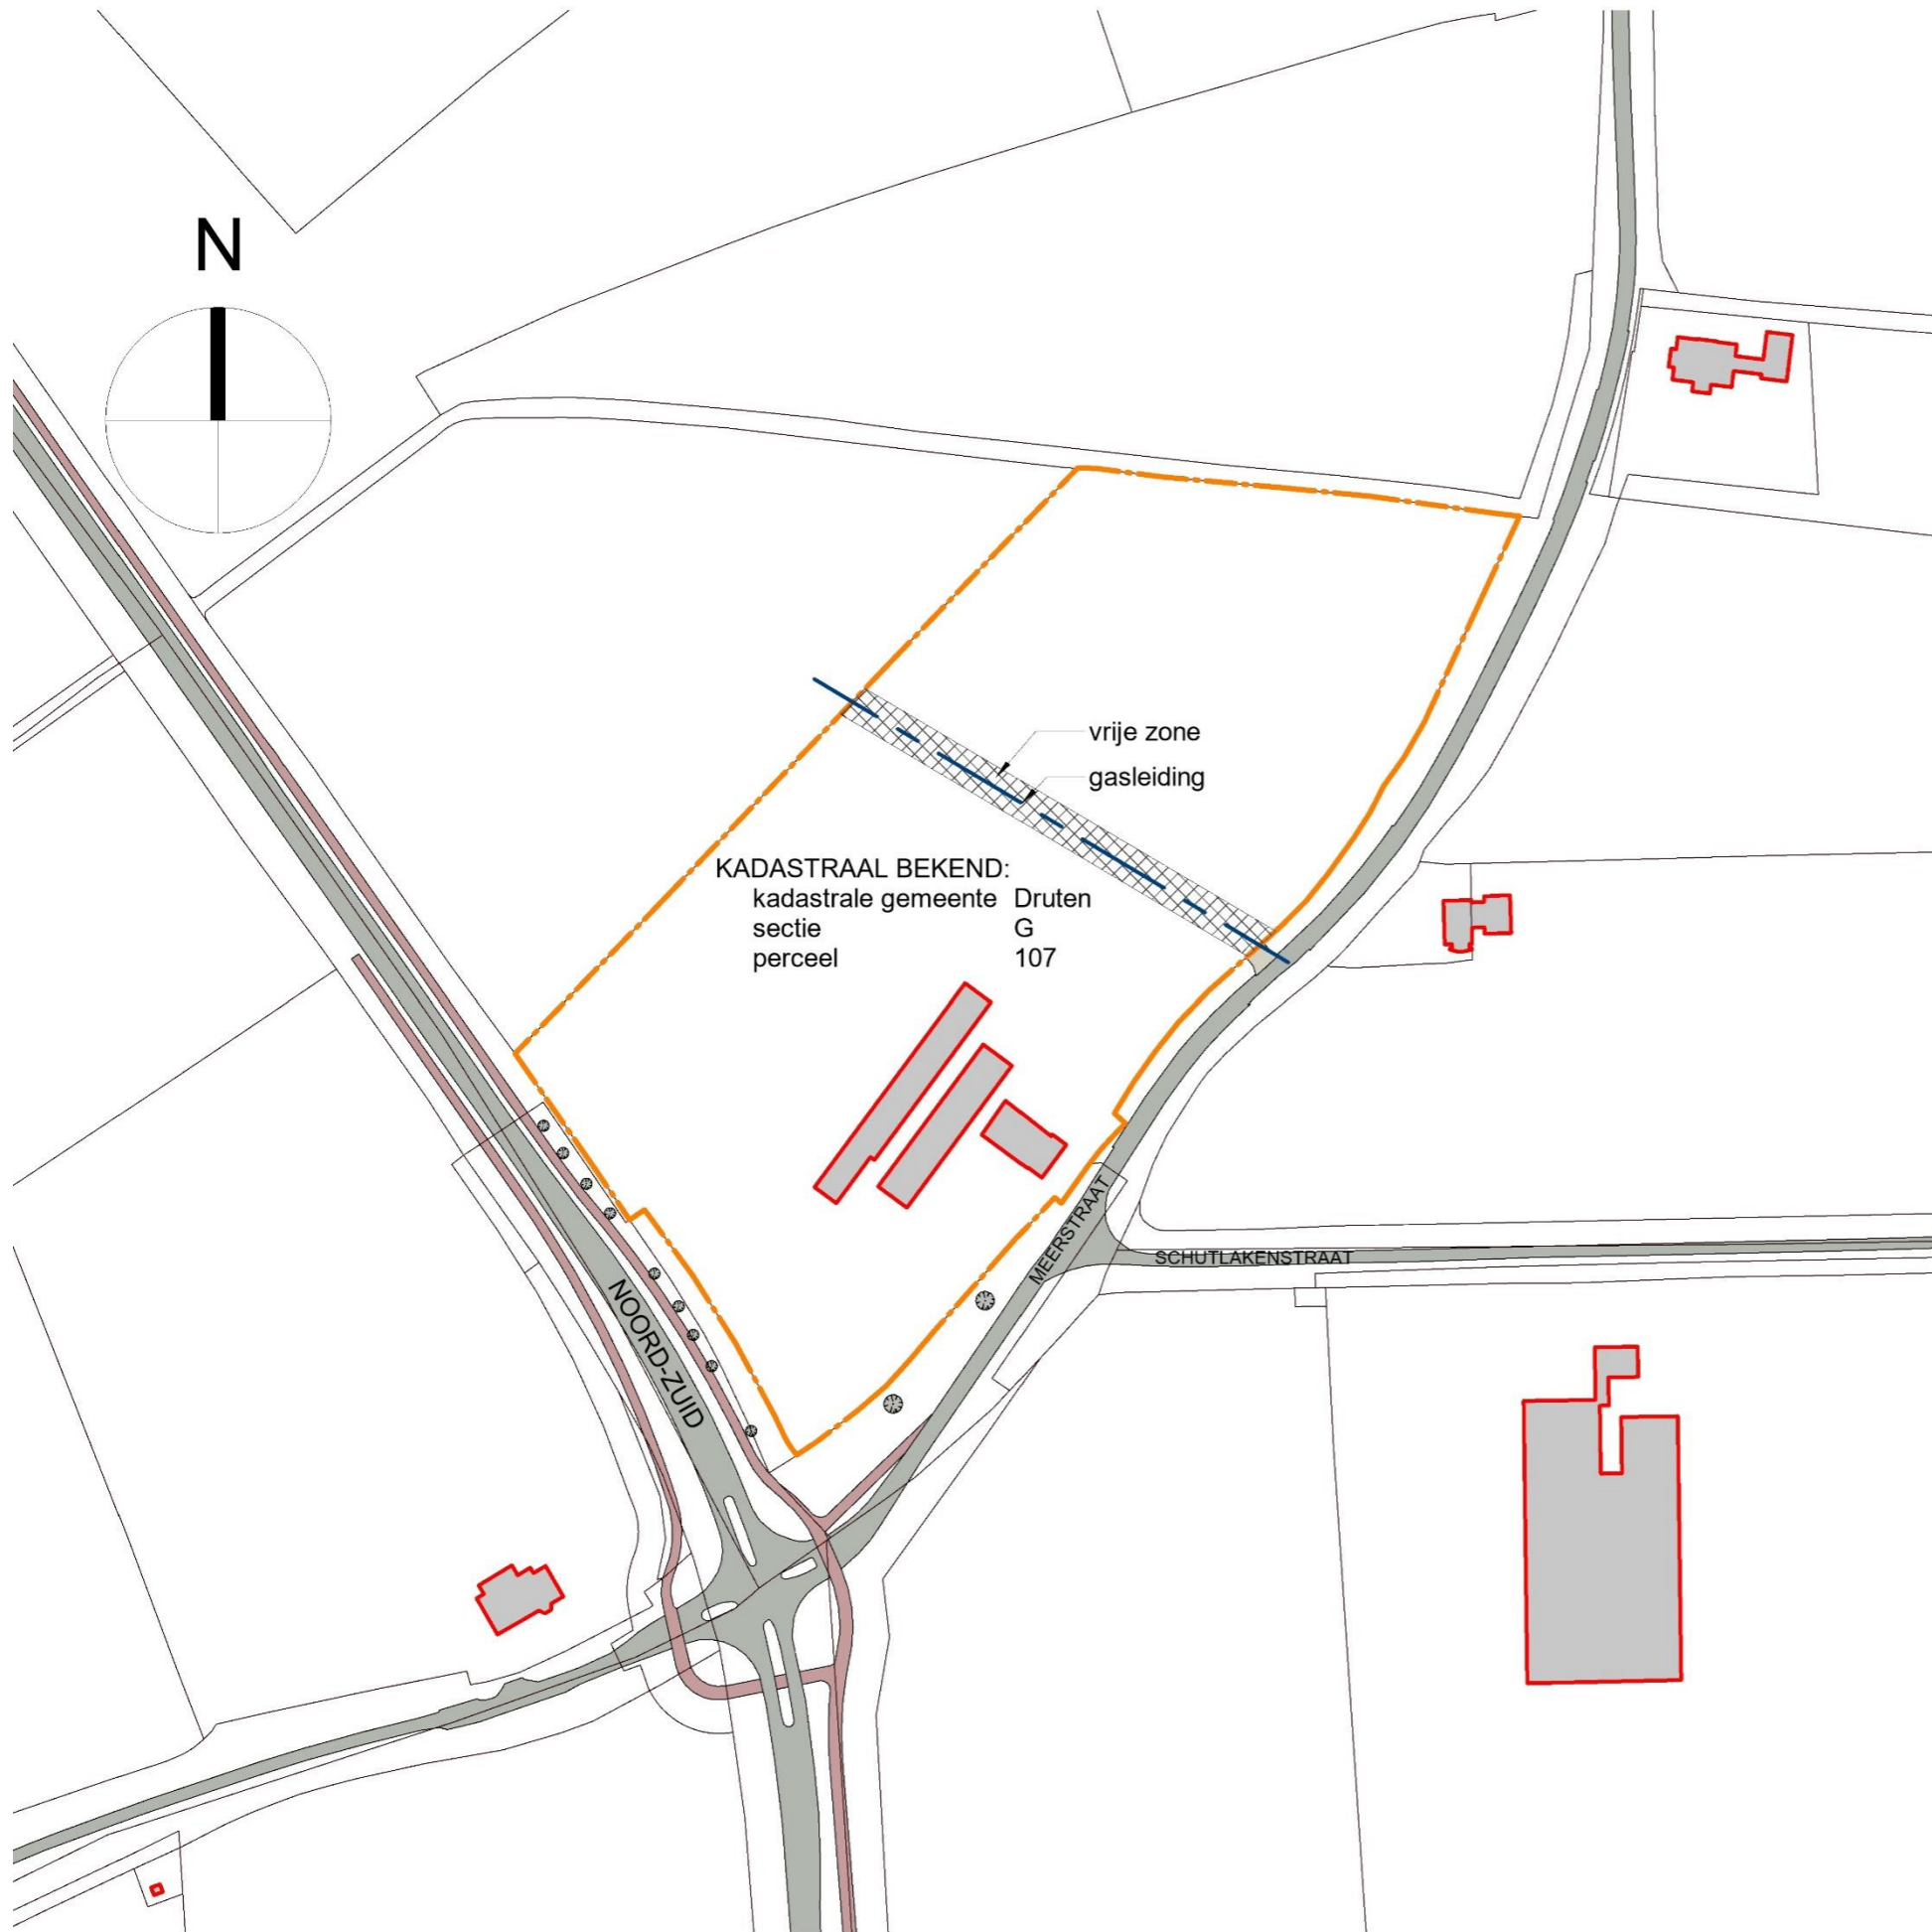 N
vrije zone
gasleiding
KADASTRAAL BEKEND:
kadastrale gemeente Druten
sectie G
perceel 107
MEERSTRAAT
SCHUTLAKENSTRAAT
NOORD-ZUID